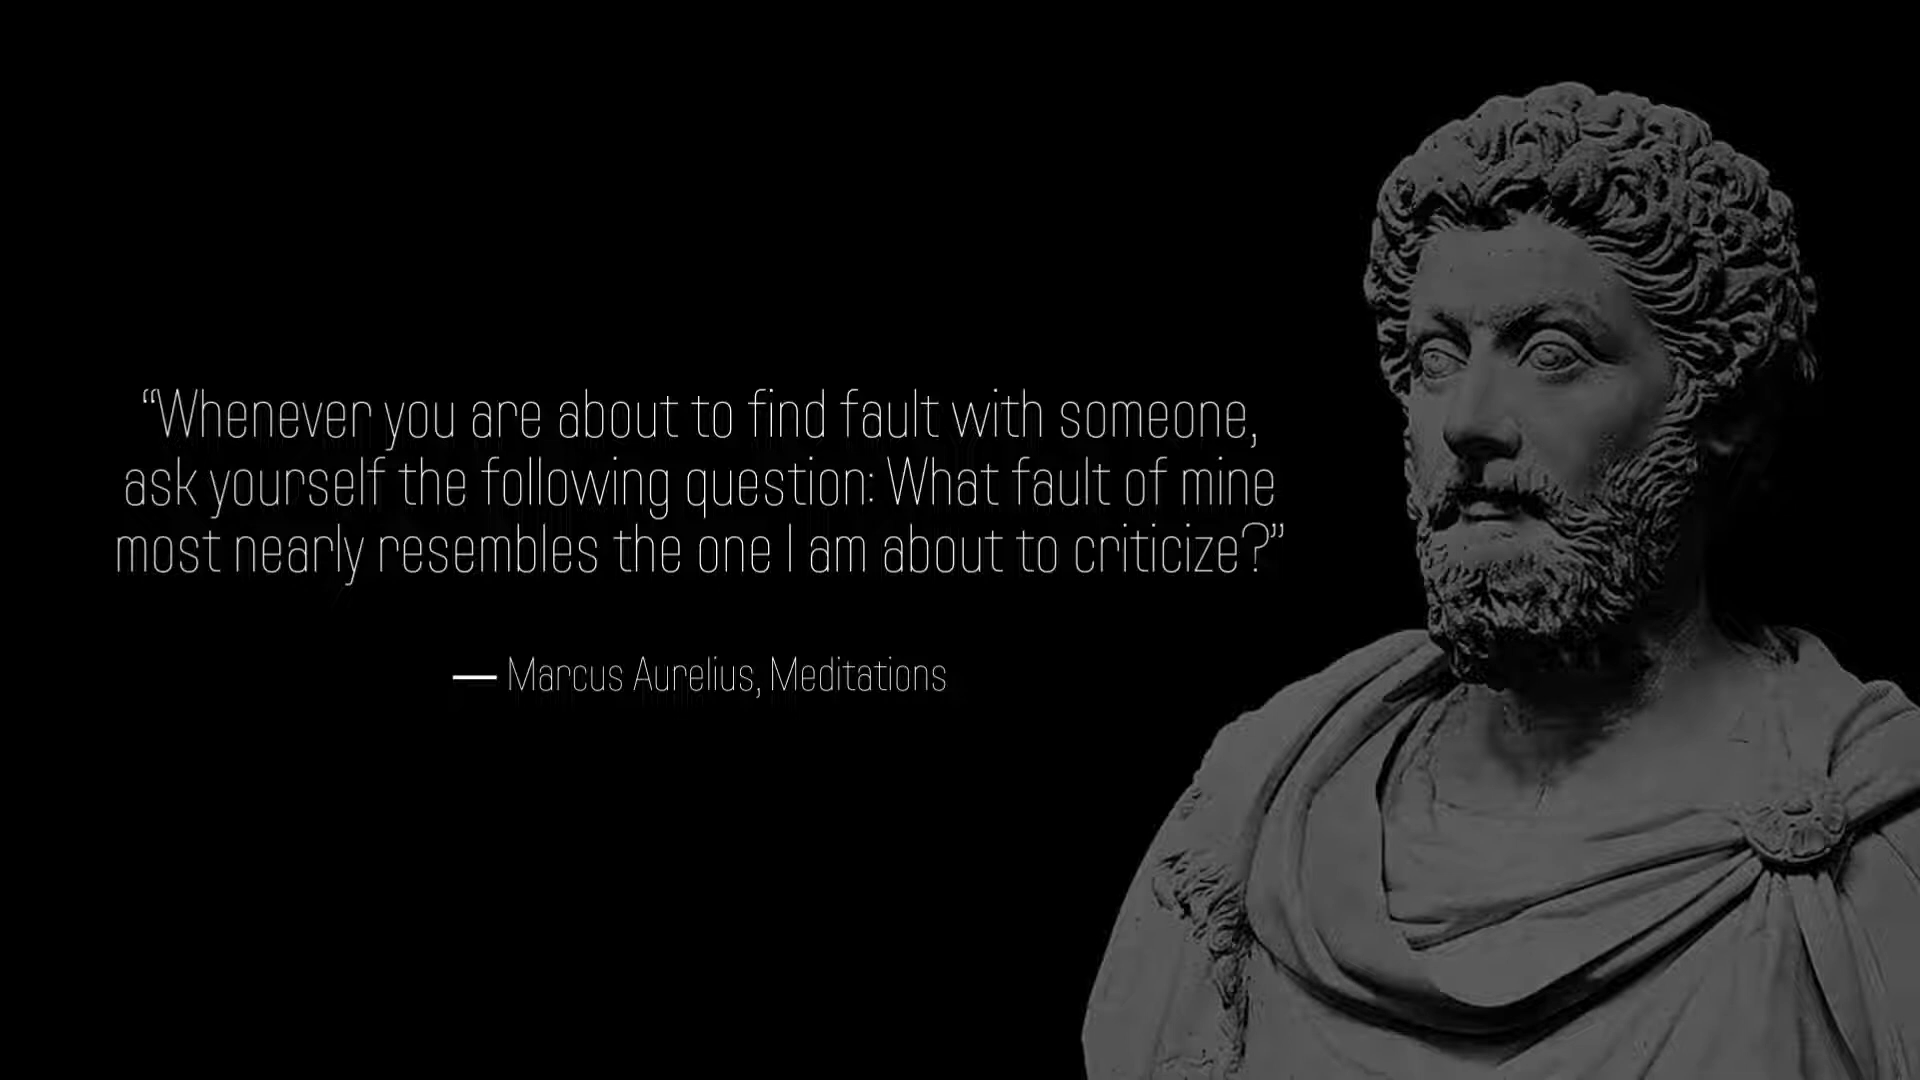 “Whenever you are about to find fault with someone,
ask yourself the following question: What fault of mine
most nearly resembles the one I am about to criticize?”
— Marcus Aurelius, Meditations